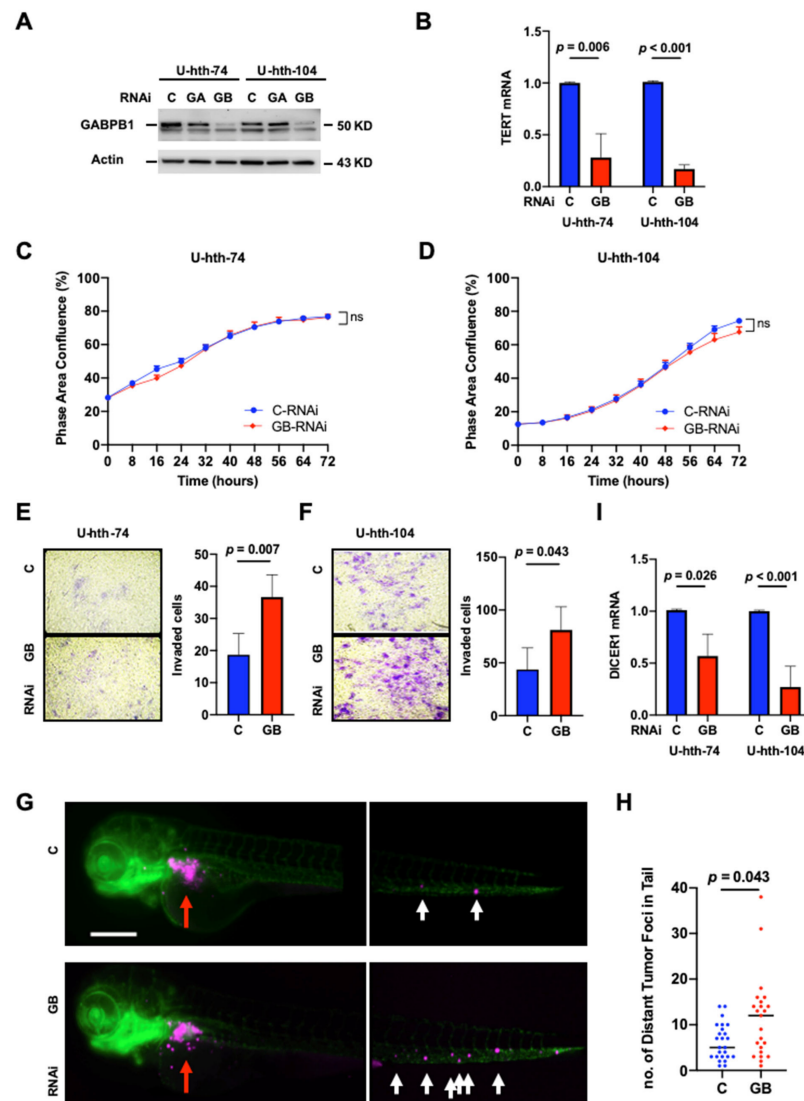 A
U-hth-74 U-hth-104
RNAi C GA GB C GA GB
GABPB1 50 KD
Actin 43 KD
B
TERT mRNA
1.5
1.0
0.5
0.0
p = 0.006 p < 0.001
RNAi C GB C GB
U-hth-74 U-hth-104
C
U-hth-74
Phase Area Confluence (%)
100
80
60
40
20
0
ns
C-RNAi
GB-RNAi
0 8 16 24 32 40 48 56 64 72
Time (hours)
D
U-hth-104
Phase Area Confluence (%)
100
80
60
40
20
0
ns
C-RNAi
GB-RNAi
0 8 16 24 32 40 48 56 64 72
Time (hours)
E
U-hth-74
C
GB
RNAi
Invaded cells
50
40
30
20
10
0
p = 0.007
C GB
F
U-hth-104
C
GB
RNAi
Invaded cells
150
100
50
0
p = 0.043
C GB
I
DICER1 mRNA
1.5
1.0
0.5
0.0
p = 0.026 p < 0.001
RNAi C GB C GB
U-hth-74 U-hth-104
G
C
GB
RNAi
H
no. of Distant Tumor Foci in Tail
p = 0.043
40
30
20
10
0
C GB